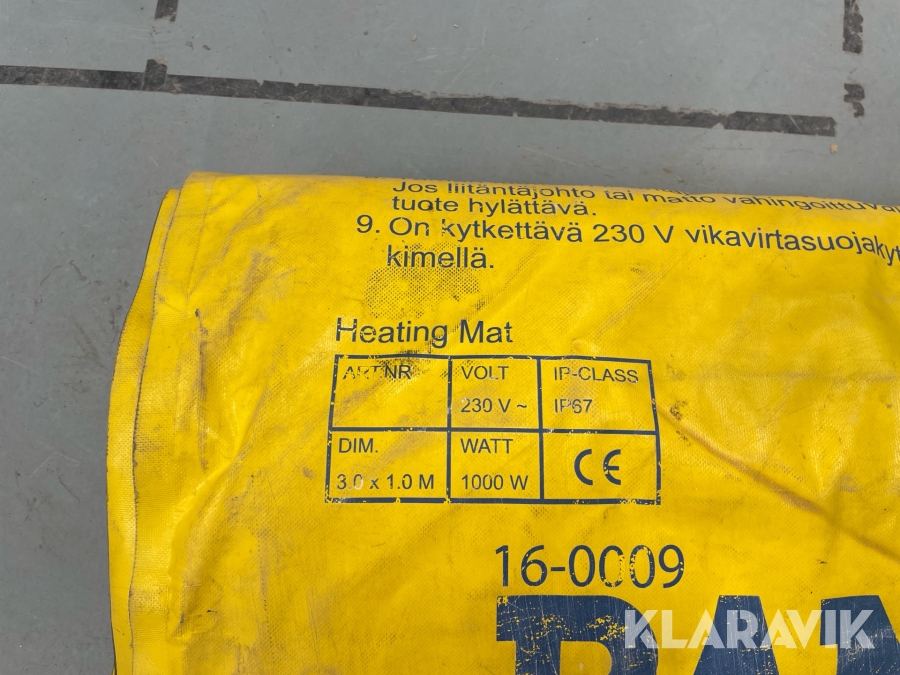 Jos liitäntäjohto tai matto vahingoittuva
tuote hylättävä.
9. On kytkettävä 230 V vikavirtasuojakyt
kimellä.
Heating Mat
ART.NR VOLT IP-CLASS
230 V ~ IP67
DIM. WATT
3.0 x 1.0 M 1000 W CE
16-0009
KLARAVIK